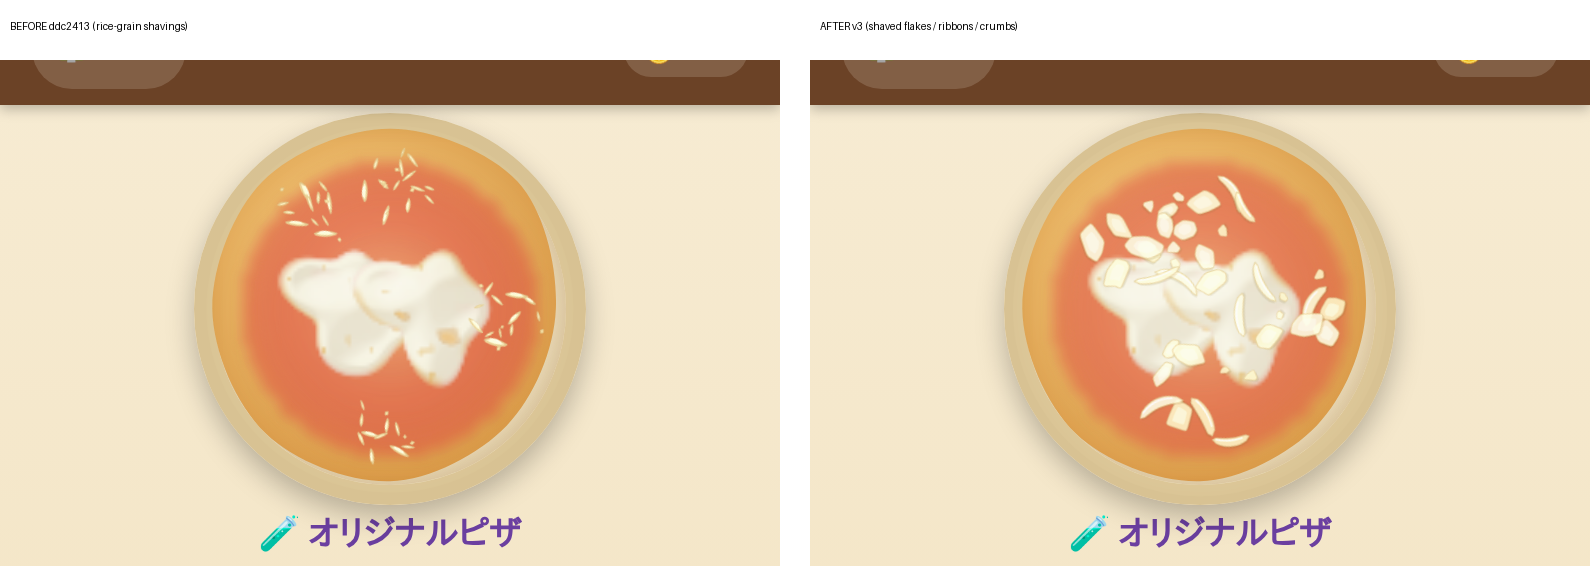 BEFORE ddc2413 (rice-grain shavings)
AFTER v3 (shaved flakes / ribbons / crumbs)
オリジナルピザ
オリジナルピザ